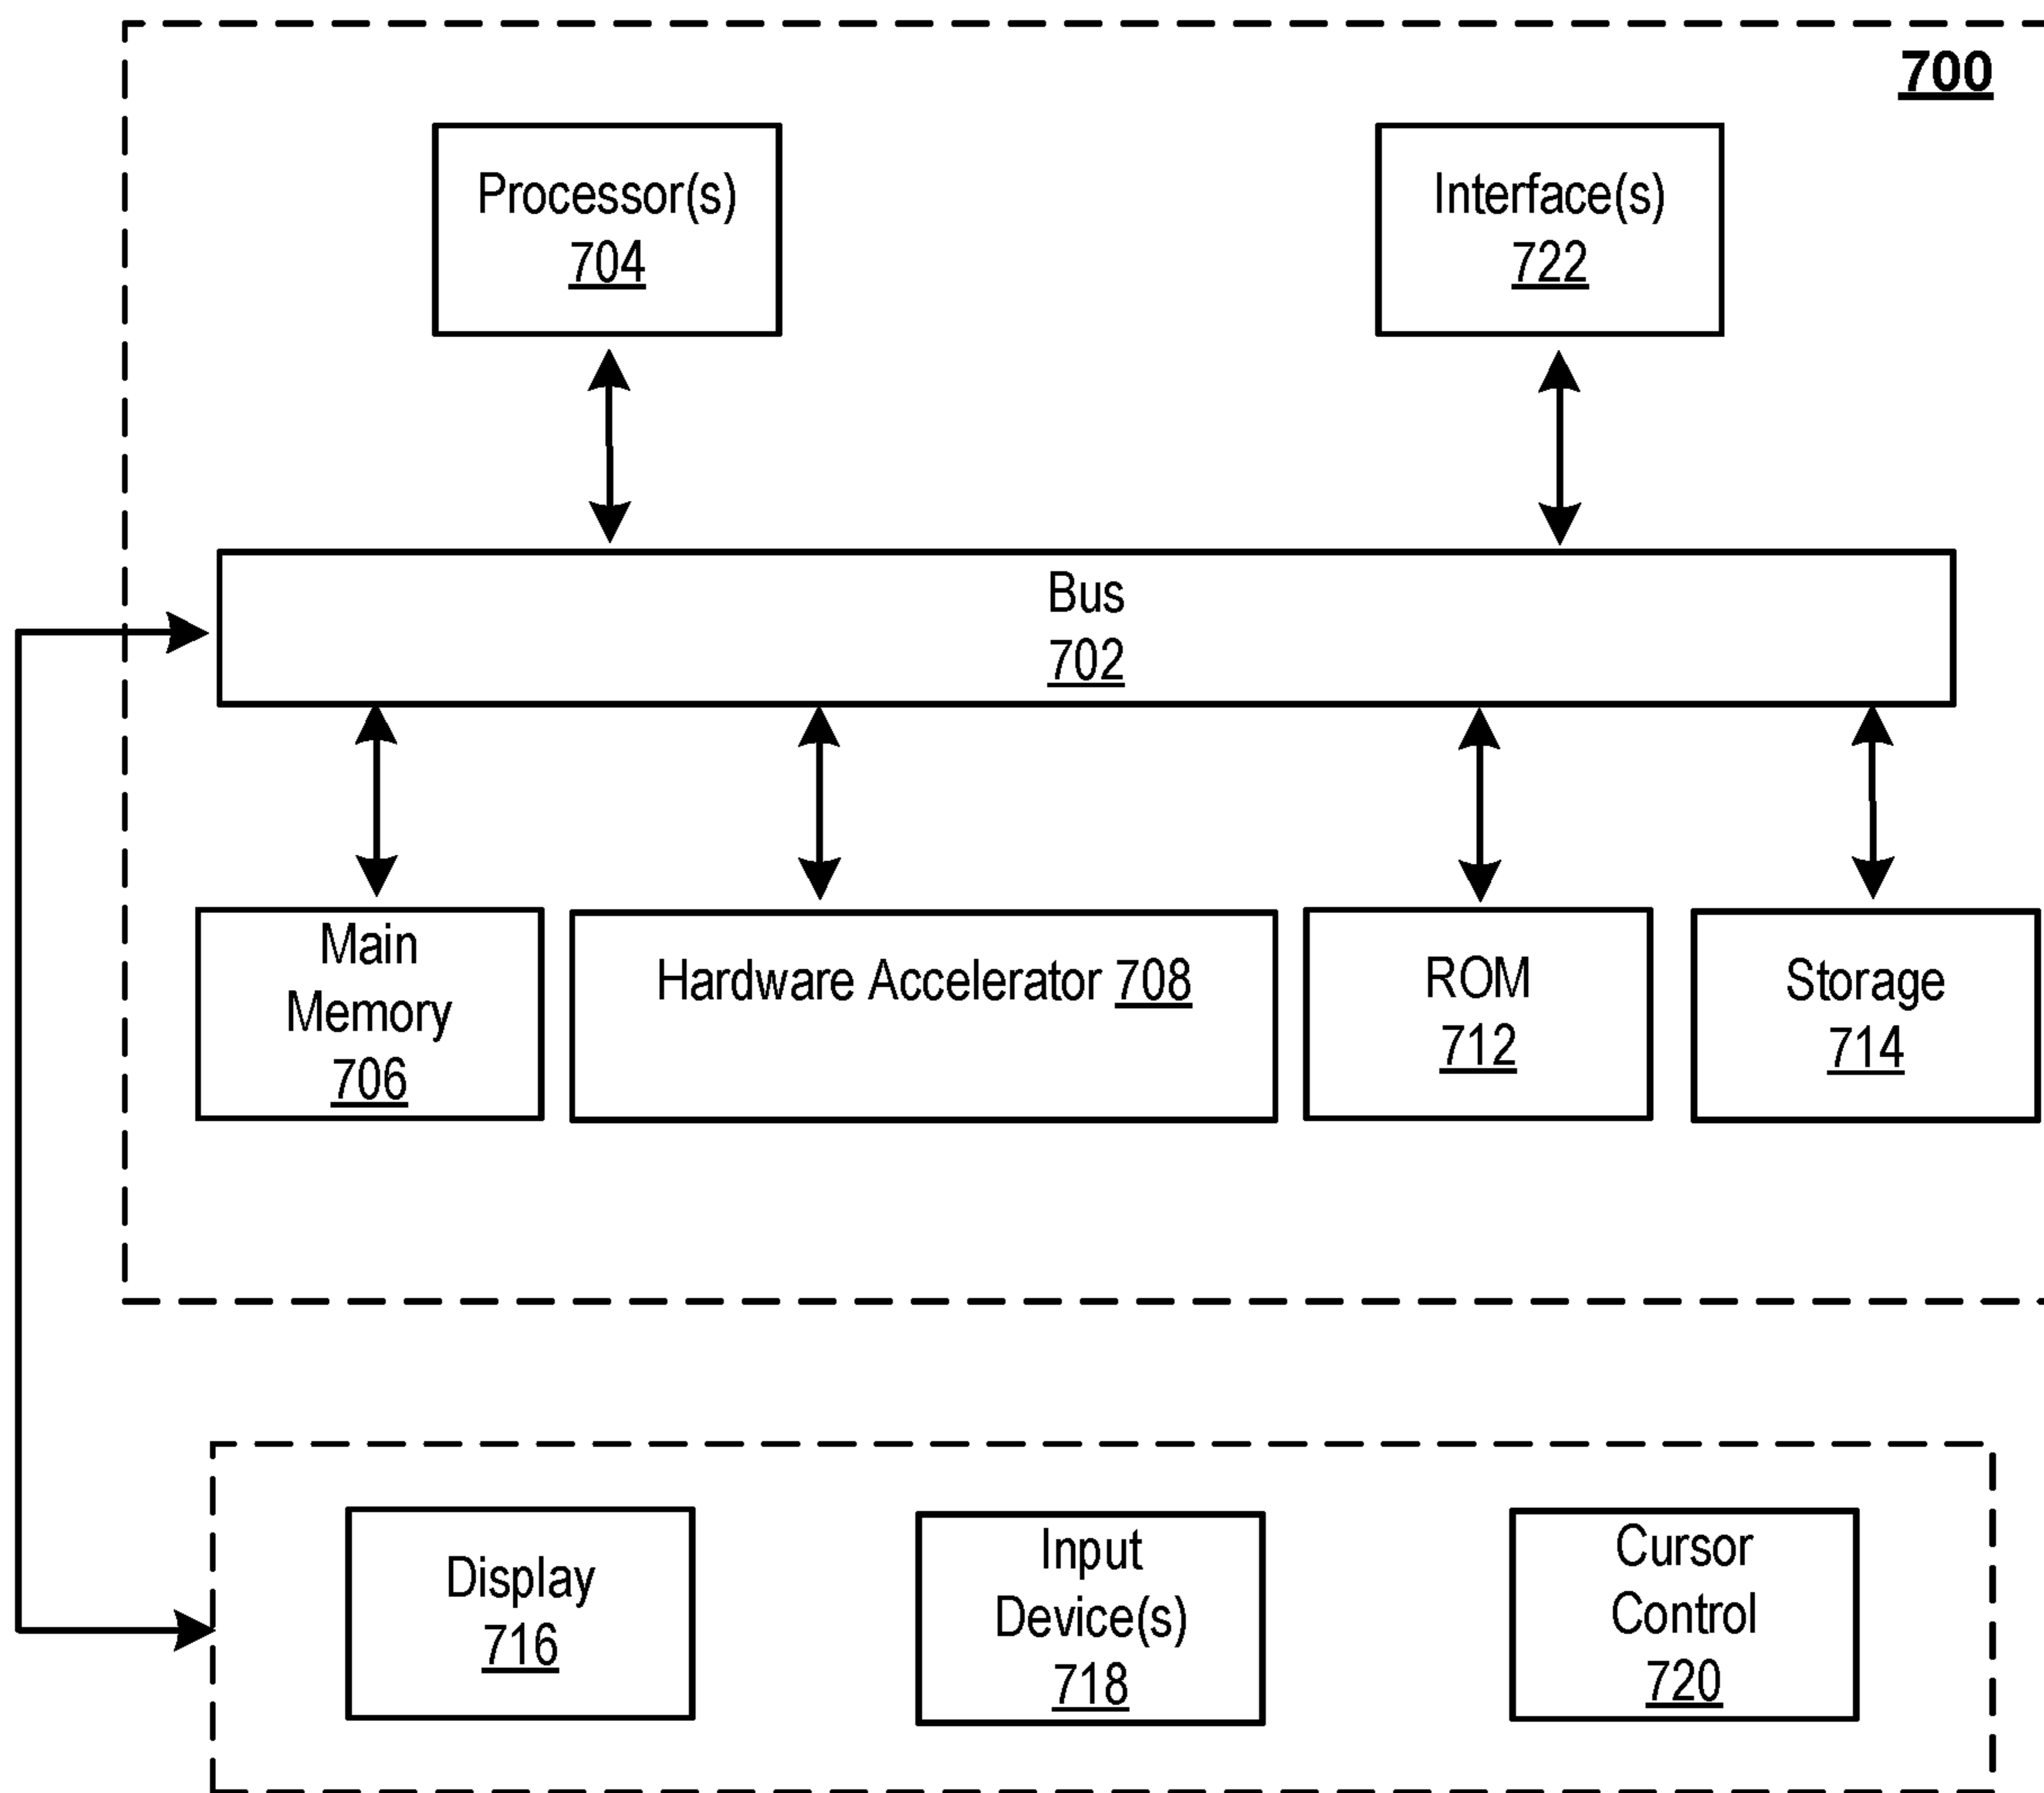 700
Processor(s)
704
Interface(s)
722
Bus
702
Main
Memory
706
Hardware Accelerator 708
ROM
712
Storage
714
Display
716
Input
Device(s)
718
Cursor
Control
720